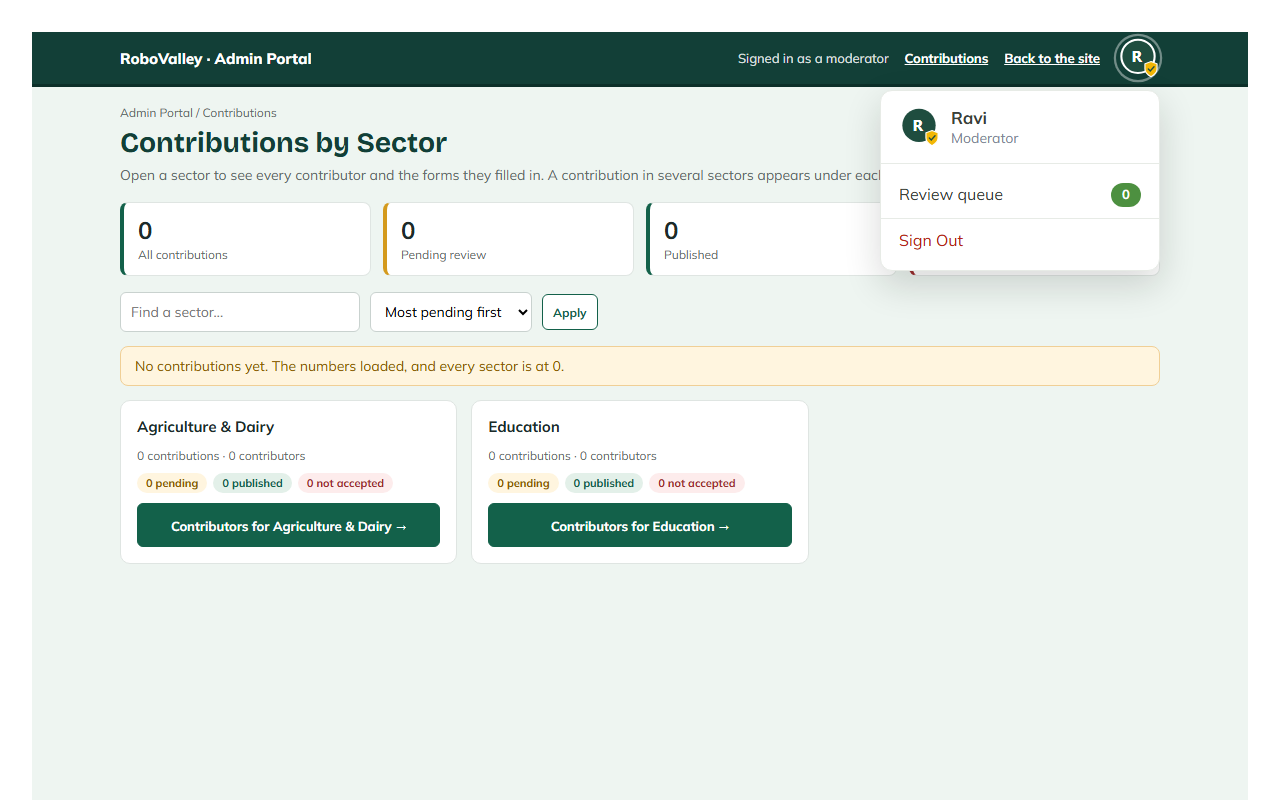 RoboValley · Admin Portal
Signed in as a moderator
Contributions
Back to the site
R
Admin Portal / Contributions
Contributions by Sector
Open a sector to see every contributor and the forms they filled in. A contribution in several sectors appears under
R
Ravi
Moderator
Review queue
0
Sign Out
0
All contributions
0
Pending review
0
Published
Find a sector...
Most pending first
Apply
No contributions yet. The numbers loaded, and every sector is at 0.
Agriculture & Dairy
0 contributions · 0 contributors
0 pending
0 published
0 not accepted
Contributors for Agriculture & Dairy →
Education
0 contributions · 0 contributors
0 pending
0 published
0 not accepted
Contributors for Education →